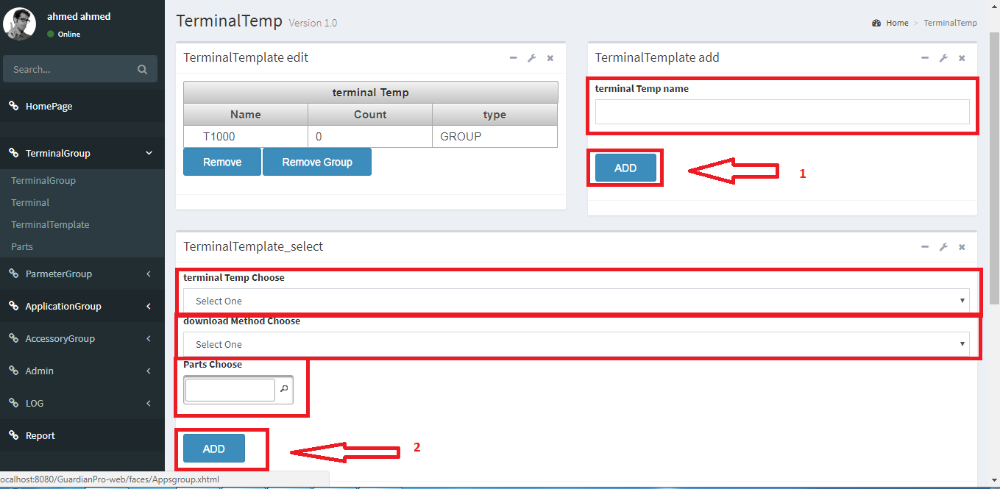 ahmed ahmed
Online
Search...
HomePage
TerminalGroup
TerminalGroup
Terminal
TerminalTemplate
Parts
ParmeterGroup
ApplicationGroup
AccessoryGroup
Admin
LOG
Report
TerminalTemp Version 1.0
Home > TerminalTemp
TerminalTemplate edit
terminal Temp
Name Count type
T1000 0 GROUP
Remove Remove Group
TerminalTemplate add
terminal Temp name
ADD
1
TerminalTemplate_select
terminal Temp Choose
Select One
download Method Choose
Select One
Parts Choose
ADD
2
ocalhost:8080/GuardianPro-web/faces/Appsgroup.xhtml